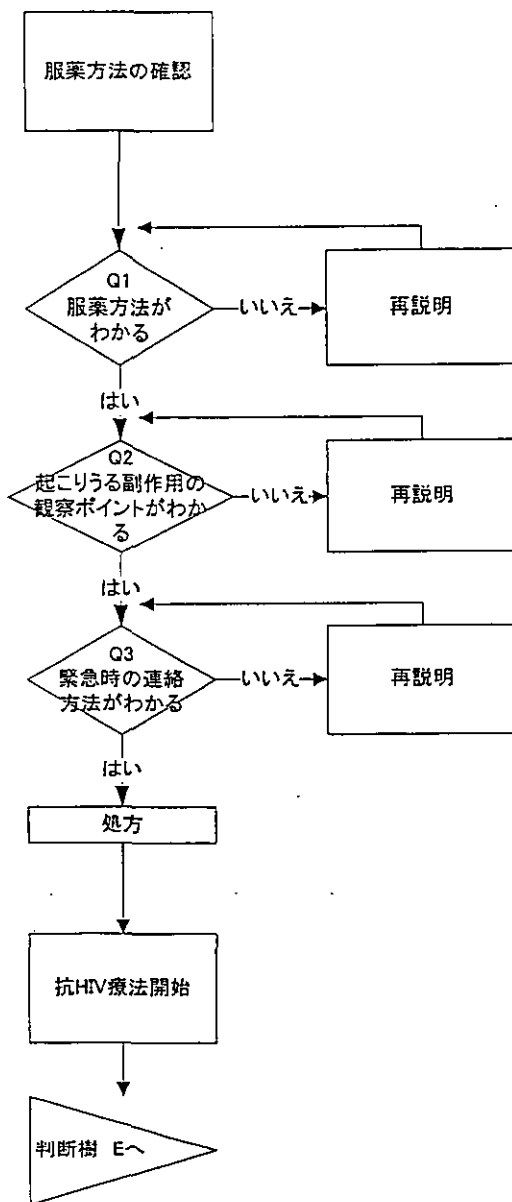 服薬方法の確認
Q1
服薬方法が
わかる
いいえ
再説明
はい
Q2
起こりうる副作用の
観察ポイントがわか
る
いいえ
再説明
はい
Q3
緊急時の連絡
方法がわかる
いいえ
再説明
はい
処方
抗HIV療法開始
判断樹 Eへ